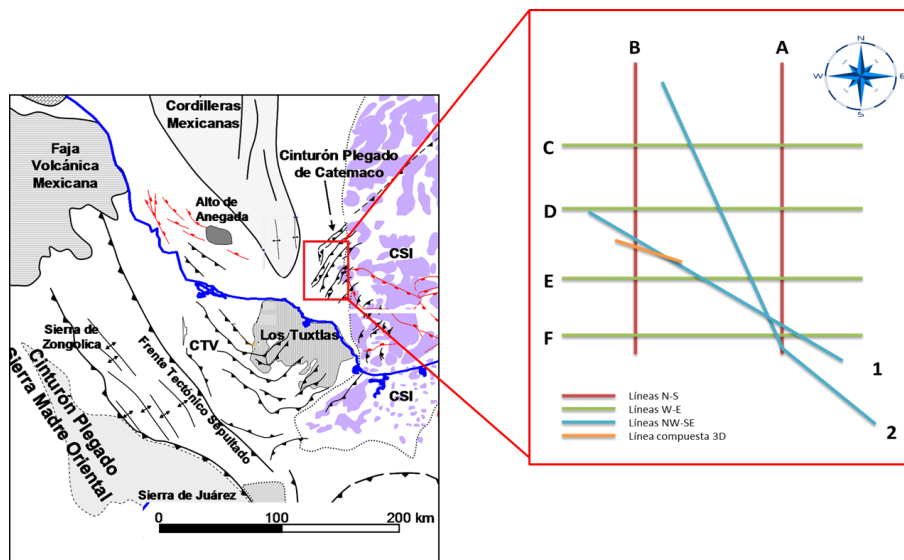 Cordilleras
Mexicanas
Faja
Volcánica
Mexicana
Cinturón Plegado
de Catemaco
Alto de
Anegada
CSI
Los Tuxtlas
CTV
Sierra de
Zongolica
Frente Tectónico Sepultado
Cinturón Plegado
Sierra Madre Oriental
CSI
Sierra de Juárez
0 100 200 km
B A
N
W E
S
C
D
E
F
1
2
Líneas N-S
Líneas W-E
Líneas NW-SE
Línea compuesta 3D